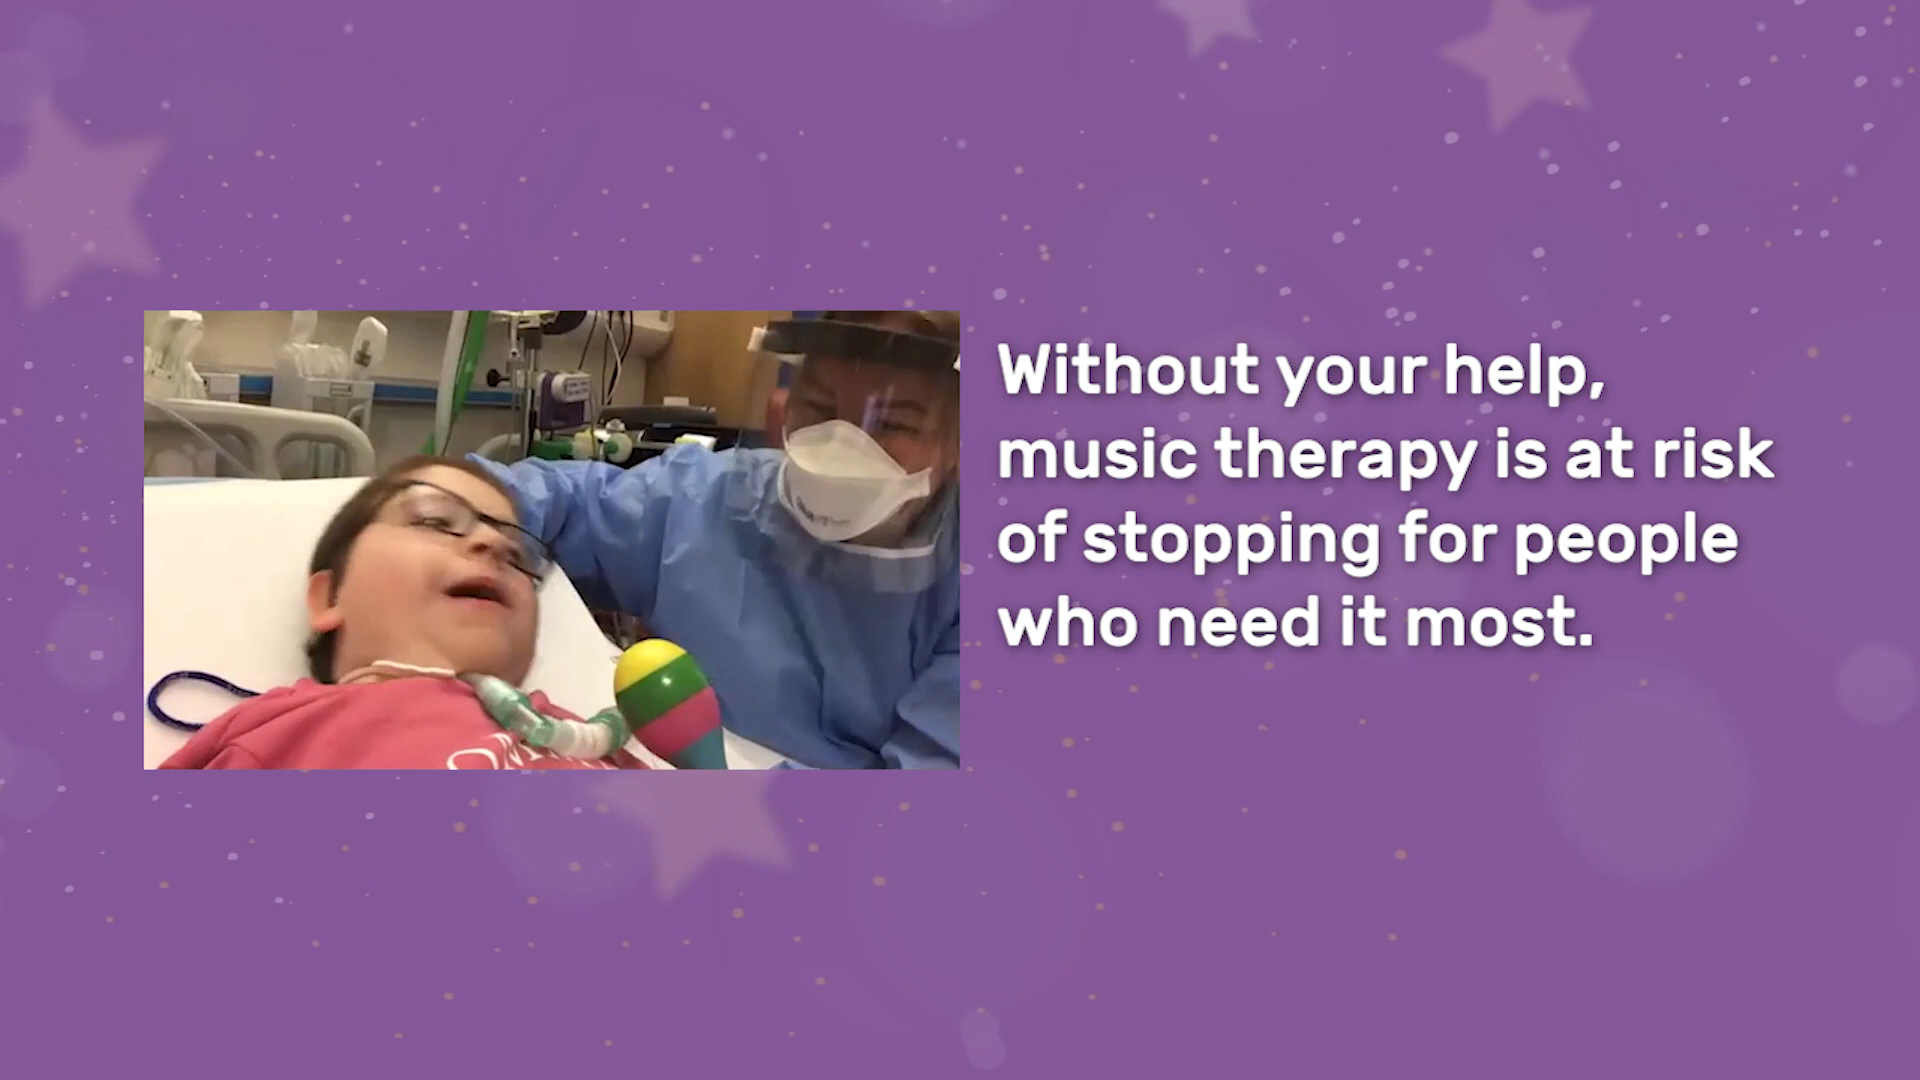 Without your help,
music therapy is at risk
of stopping for people
who need it most.